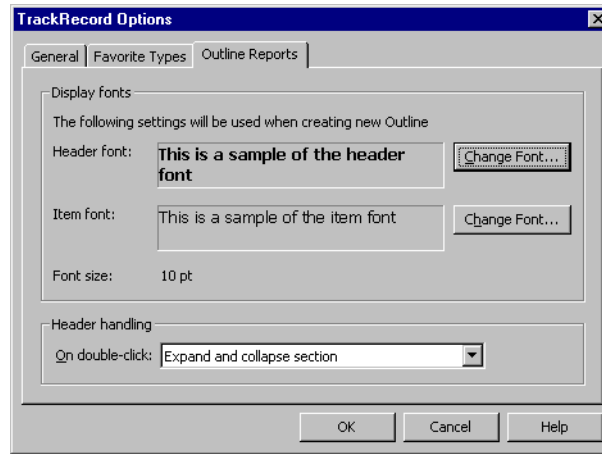 TrackRecord Options
General Favorite Types Outline Reports
Display fonts
The following settings will be used when creating new Outline
Header font: This is a sample of the header Change Font...
font
Item font: This is a sample of the item font Change Font...
Font size: 10 pt
Header handling
On double-click: Expand and collapse section
OK Cancel Help